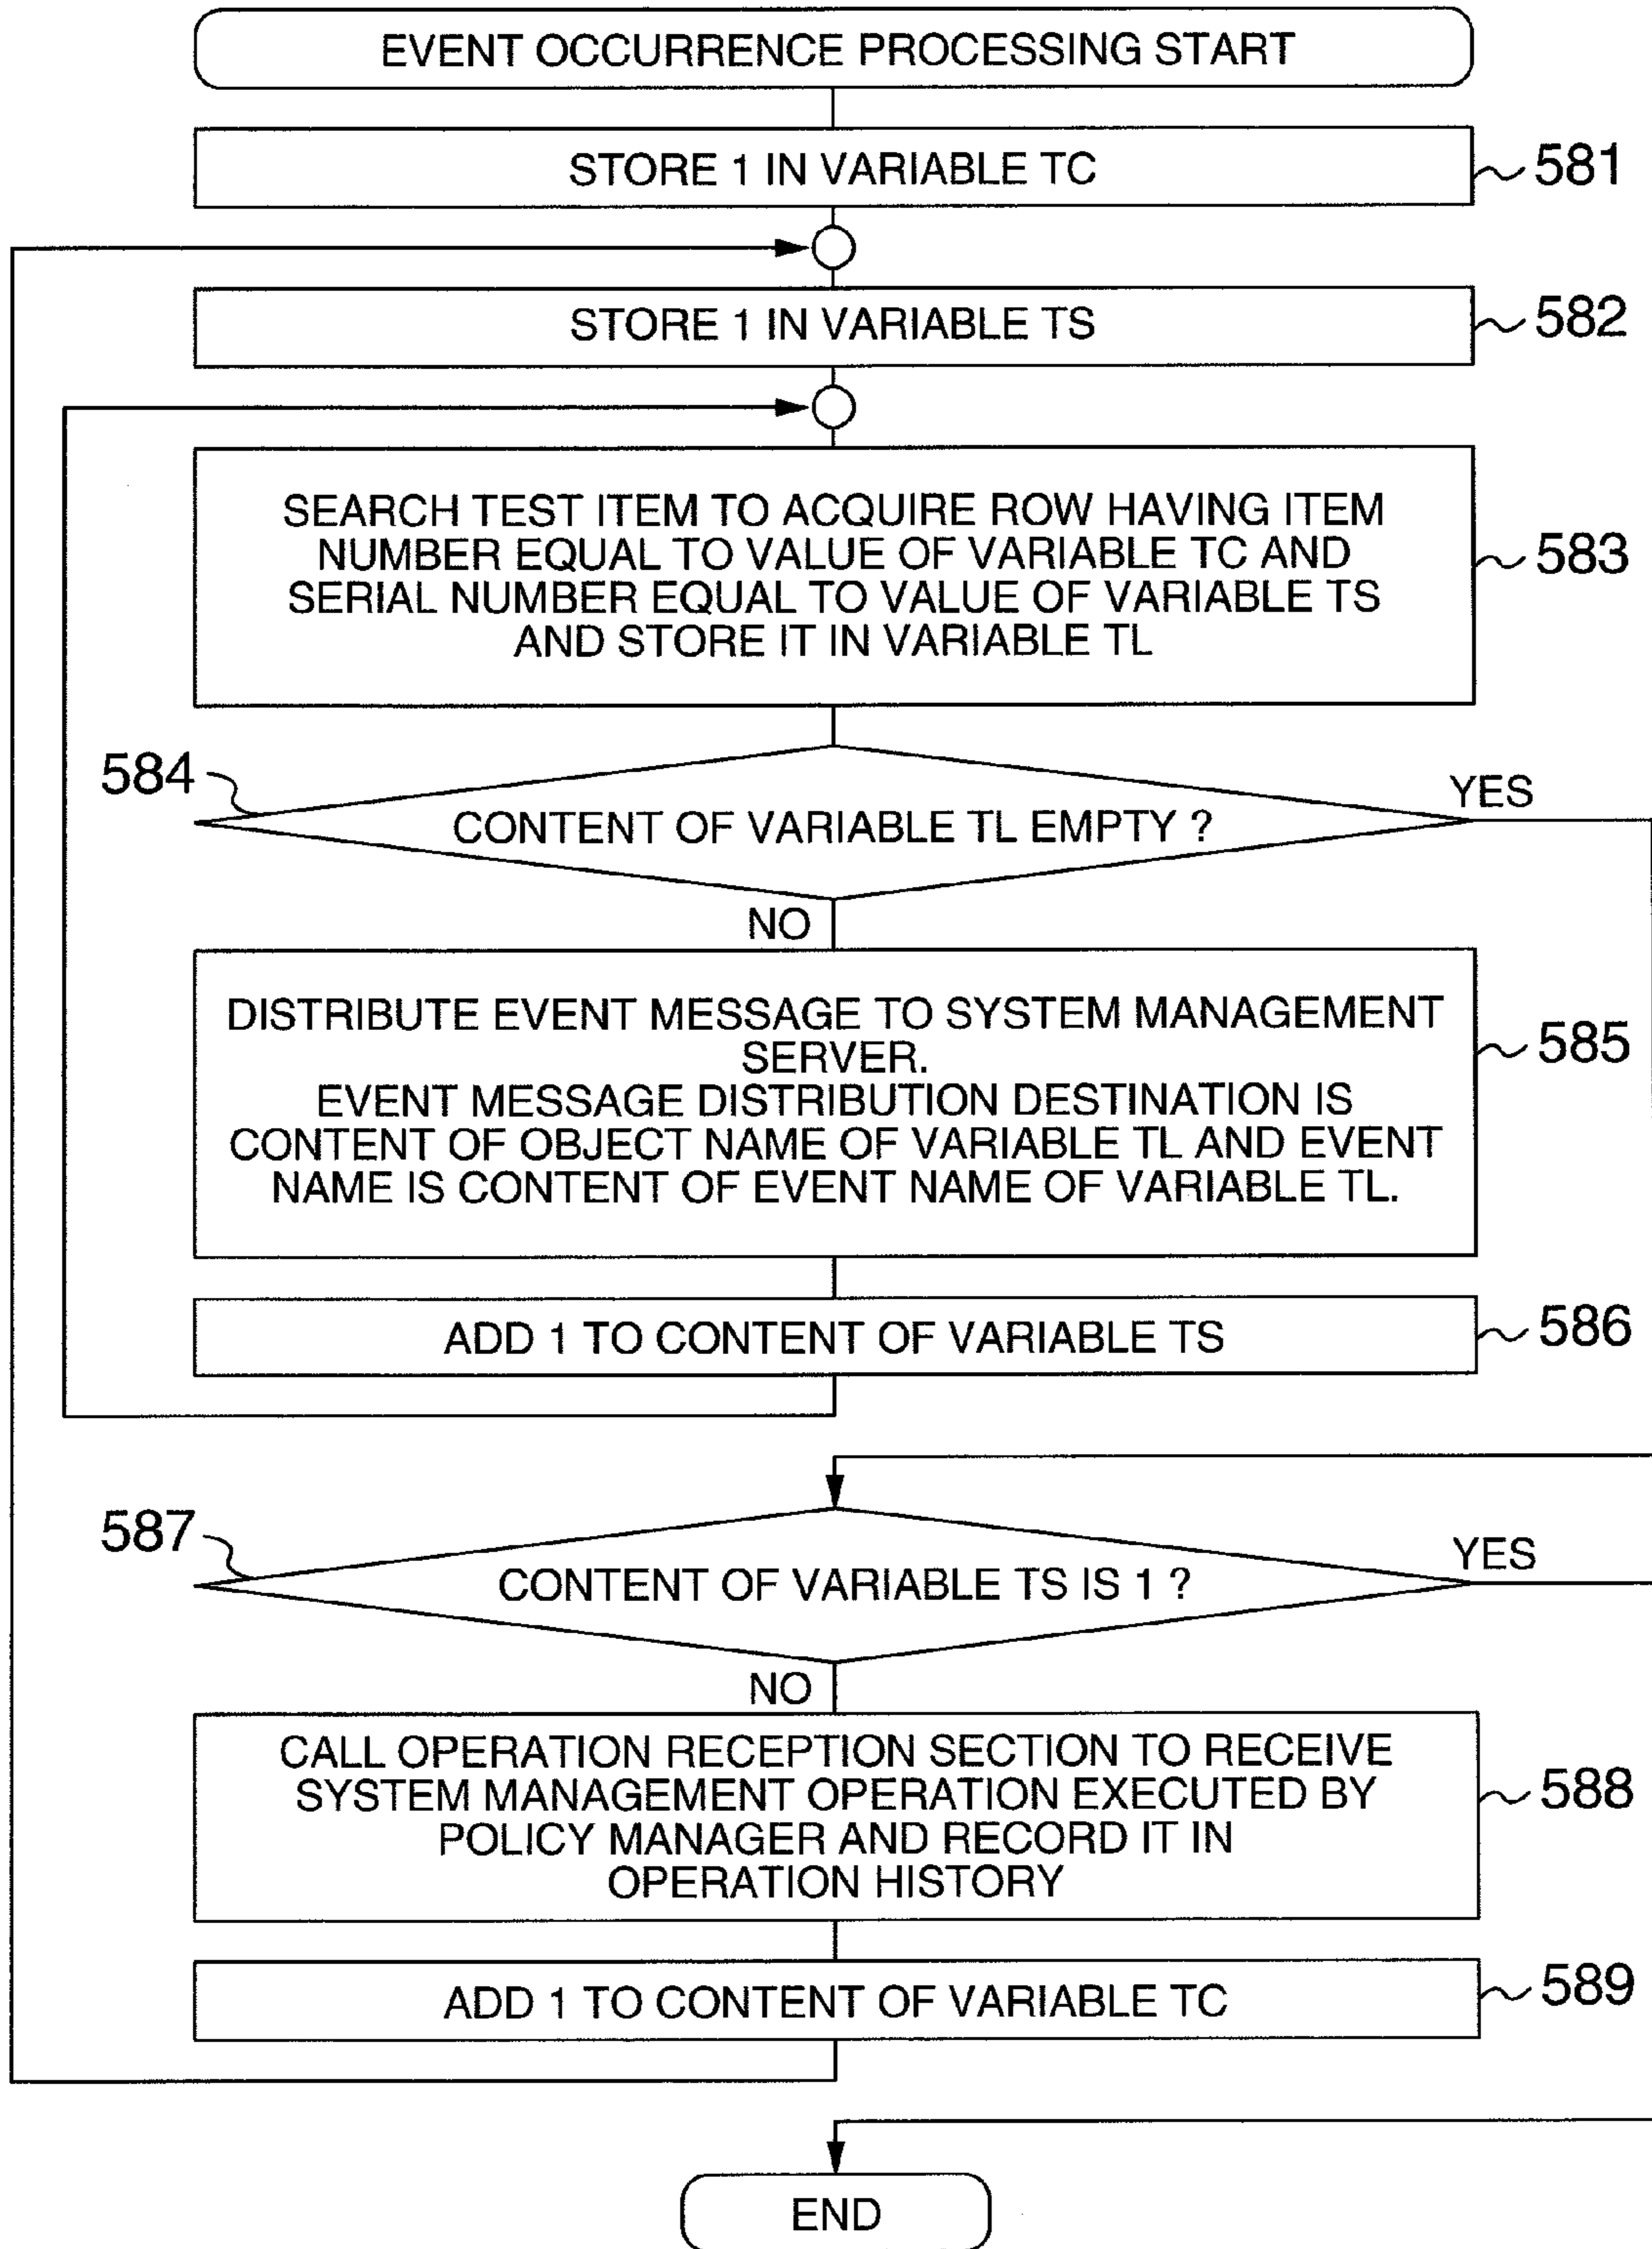 EVENT OCCURRENCE PROCESSING START
STORE 1 IN VARIABLE TC
581
STORE 1 IN VARIABLE TS
582
SEARCH TEST ITEM TO ACQUIRE ROW HAVING ITEM
NUMBER EQUAL TO VALUE OF VARIABLE TC AND
SERIAL NUMBER EQUAL TO VALUE OF VARIABLE TS
AND STORE IT IN VARIABLE TL
583
584
CONTENT OF VARIABLE TL EMPTY ?
YES
NO
DISTRIBUTE EVENT MESSAGE TO SYSTEM MANAGEMENT
SERVER.
EVENT MESSAGE DISTRIBUTION DESTINATION IS
CONTENT OF OBJECT NAME OF VARIABLE TL AND EVENT
NAME IS CONTENT OF EVENT NAME OF VARIABLE TL.
585
ADD 1 TO CONTENT OF VARIABLE TS
586
587
CONTENT OF VARIABLE TS IS 1 ?
YES
NO
CALL OPERATION RECEPTION SECTION TO RECEIVE
SYSTEM MANAGEMENT OPERATION EXECUTED BY
POLICY MANAGER AND RECORD IT IN
OPERATION HISTORY
588
ADD 1 TO CONTENT OF VARIABLE TC
589
END